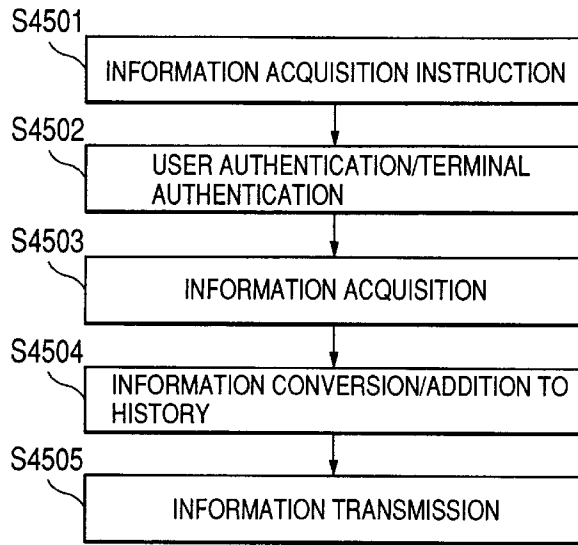 S4501
INFORMATION ACQUISITION INSTRUCTION
S4502
USER AUTHENTICATION/TERMINAL
AUTHENTICATION
S4503
INFORMATION ACQUISITION
S4504
INFORMATION CONVERSION/ADDITION TO
HISTORY
S4505
INFORMATION TRANSMISSION